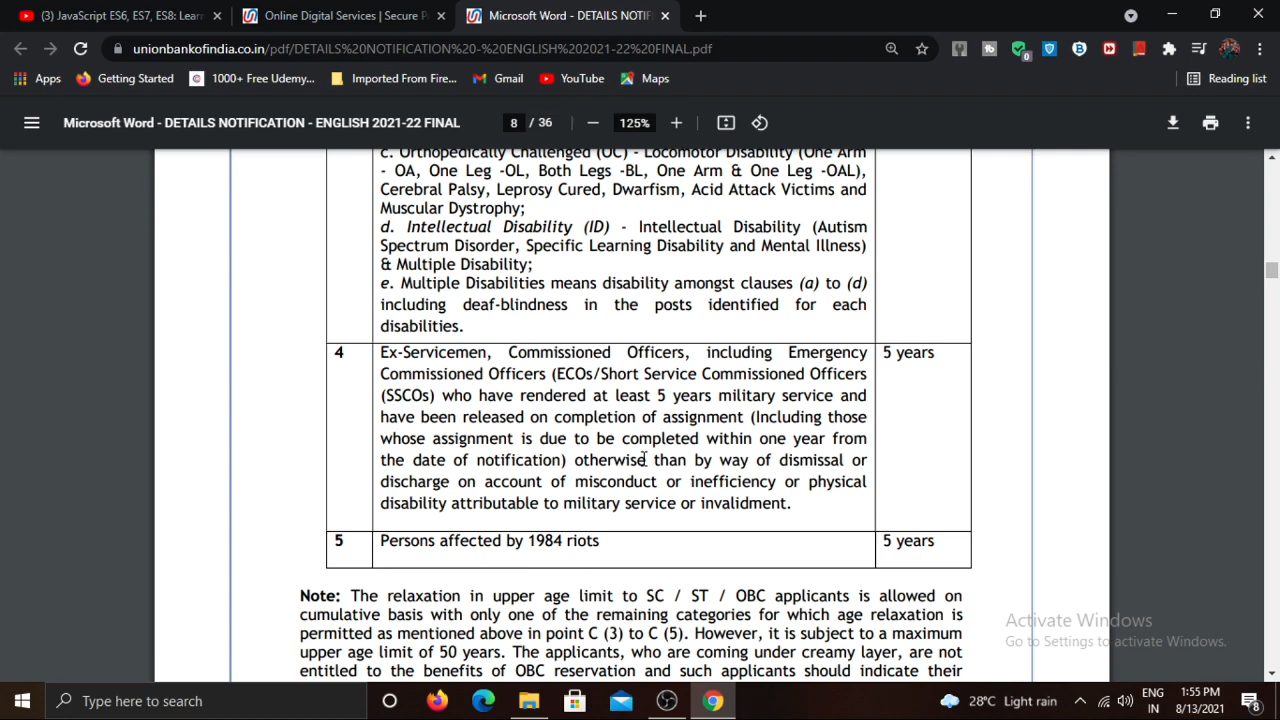 (3) JavaScript ES6, ES7, ES8: Learn
Online Digital Services | Secure P
Microsoft Word - DETAILS NOTIF
unionbankofindia.co.in/pdf/DETAILS%20NOTIFICATION%20-%20ENGLISH%202021-22%20FINAL.pdf
Apps
Getting Started
1000+ Free Udemy...
Imported From Fire...
Gmail
YouTube
Maps
Reading list
Microsoft Word - DETAILS NOTIFICATION - ENGLISH 2021-22 FINAL
8 / 36
125%
c. Orthopedically Challenged (OC) - Locomotor Disability (One Arm
- OA, One Leg -OL, Both Legs -BL, One Arm & One Leg -OAL),
Cerebral Palsy, Leprosy Cured, Dwarfism, Acid Attack Victims and
Muscular Dystrophy;
d. Intellectual Disability (ID) - Intellectual Disability (Autism
Spectrum Disorder, Specific Learning Disability and Mental Illness)
& Multiple Disability;
e. Multiple Disabilities means disability amongst clauses (a) to (d)
including deaf-blindness in the posts identified for each
disabilities.
4 Ex-Servicemen, Commissioned Officers, including Emergency 5 years
Commissioned Officers (ECOs/Short Service Commissioned Officers
(SSCOs) who have rendered at least 5 years military service and
have been released on completion of assignment (Including those
whose assignment is due to be completed within one year from
the date of notification) otherwise than by way of dismissal or
discharge on account of misconduct or inefficiency or physical
disability attributable to military service or invalidment.
5 Persons affected by 1984 riots 5 years
Note: The relaxation in upper age limit to SC / ST / OBC applicants is allowed on
cumulative basis with only one of the remaining categories for which age relaxation is
permitted as mentioned above in point C (3) to C (5). However, it is subject to a maximum
upper age of 50 years. The applicants, who are coming under creamy layer, are not
entitled to the benefits of OBC reservation and such applicants should indicate their
Activate Windows
Go to Settings to activate Windows.
Type here to search
28°C Light rain
ENG
IN
1:55 PM
8/13/2021
8